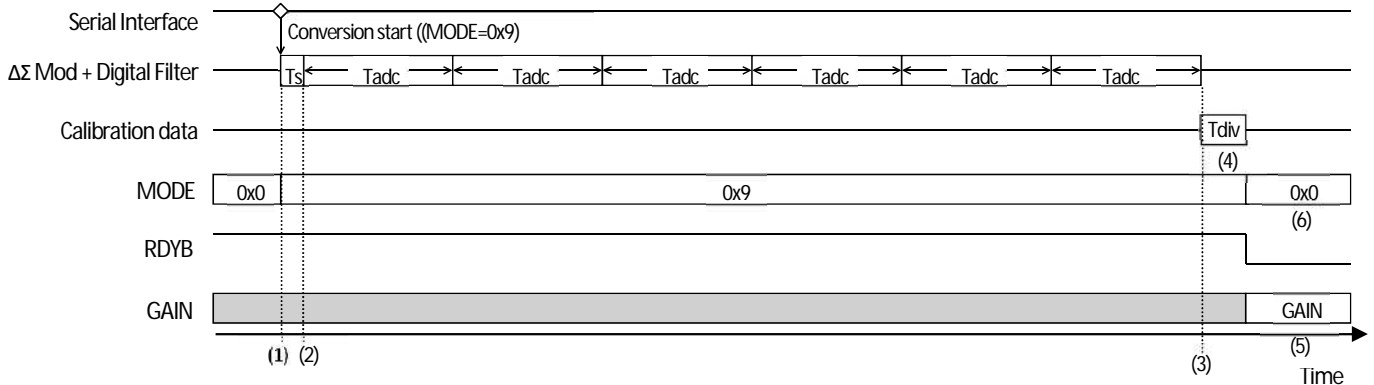 Serial Interface
Conversion start ((MODE=0x9)
ΔΣ Mod + Digital Filter Ts Tadc Tadc Tadc Tadc Tadc Tadc
Calibration data Tdiv
(4)
MODE 0x0 0x9 0x0
(6)
RDYB
GAIN GAIN
(1) (2) (3) (5)
Time